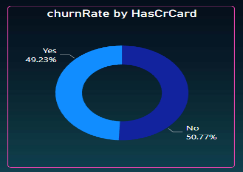 churnRate by HasCrCard
Yes
49.23%
No
50.77%